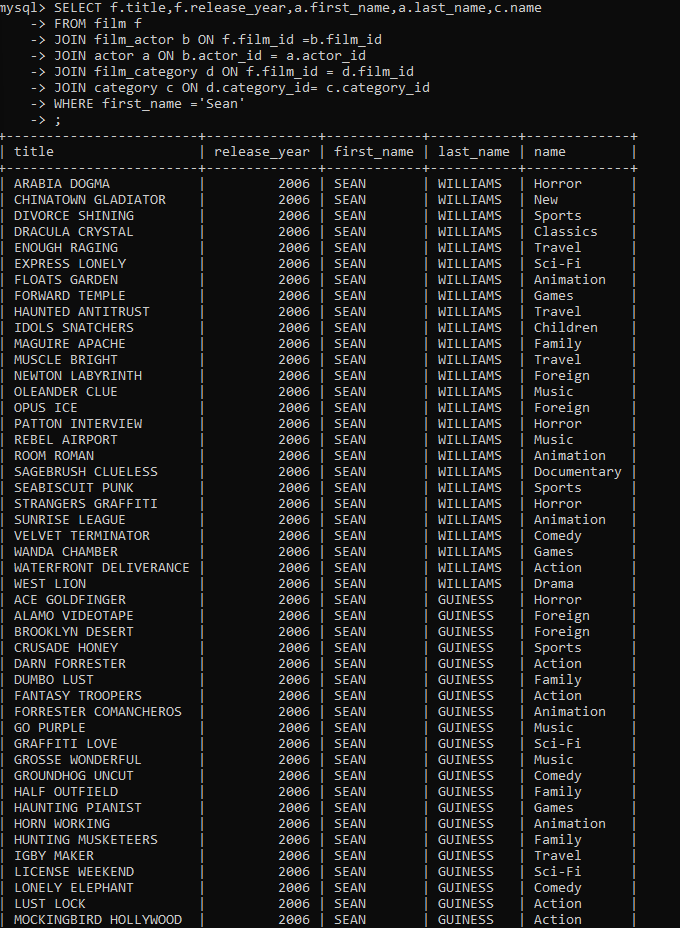 mysql> SELECT f.title,f.release_year,a.first_name,a.last_name,c.name
    -> FROM film f
    -> JOIN film_actor b ON f.film_id =b.film_id
    -> JOIN actor a ON b.actor_id = a.actor_id
    -> JOIN film_category d ON f.film_id = d.film_id
    -> JOIN category c ON d.category_id= c.category_id
    -> WHERE first_name ='Sean'
    -> ;
+------------------------+--------------+------------+-----------+-------------+
| title                  | release_year | first_name | last_name | name        |
+------------------------+--------------+------------+-----------+-------------+
| ARABIA DOGMA           |         2006 | SEAN       | WILLIAMS  | Horror      |
| CHINATOWN GLADIATOR    |         2006 | SEAN       | WILLIAMS  | New         |
| DIVORCE SHINING        |         2006 | SEAN       | WILLIAMS  | Sports      |
| DRACULA CRYSTAL        |         2006 | SEAN       | WILLIAMS  | Classics    |
| ENOUGH RAGING          |         2006 | SEAN       | WILLIAMS  | Travel      |
| EXPRESS LONELY         |         2006 | SEAN       | WILLIAMS  | Sci-Fi      |
| FLOATS GARDEN          |         2006 | SEAN       | WILLIAMS  | Animation   |
| FORWARD TEMPLE         |         2006 | SEAN       | WILLIAMS  | Games       |
| HAUNTED ANTITRUST      |         2006 | SEAN       | WILLIAMS  | Travel      |
| IDOLS SNATCHERS        |         2006 | SEAN       | WILLIAMS  | Children    |
| MAGUIRE APACHE         |         2006 | SEAN       | WILLIAMS  | Family      |
| MUSCLE BRIGHT          |         2006 | SEAN       | WILLIAMS  | Travel      |
| NEWTON LABYRINTH       |         2006 | SEAN       | WILLIAMS  | Foreign     |
| OLEANDER CLUE          |         2006 | SEAN       | WILLIAMS  | Music       |
| OPUS ICE               |         2006 | SEAN       | WILLIAMS  | Foreign     |
| PATTON INTERVIEW       |         2006 | SEAN       | WILLIAMS  | Horror      |
| REBEL AIRPORT          |         2006 | SEAN       | WILLIAMS  | Music       |
| ROOM ROMAN             |         2006 | SEAN       | WILLIAMS  | Animation   |
| SAGEBRUSH CLUELESS     |         2006 | SEAN       | WILLIAMS  | Documentary |
| SEABISCUIT PUNK        |         2006 | SEAN       | WILLIAMS  | Sports      |
| STRANGERS GRAFFITI     |         2006 | SEAN       | WILLIAMS  | Horror      |
| SUNRISE LEAGUE         |         2006 | SEAN       | WILLIAMS  | Animation   |
| VELVET TERMINATOR      |         2006 | SEAN       | WILLIAMS  | Comedy      |
| WANDA CHAMBER          |         2006 | SEAN       | WILLIAMS  | Games       |
| WATERFRONT DELIVERANCE |         2006 | SEAN       | WILLIAMS  | Action      |
| WEST LION              |         2006 | SEAN       | WILLIAMS  | Drama       |
| ACE GOLDFINGER         |         2006 | SEAN       | GUINESS   | Horror      |
| ALAMO VIDEOTAPE        |         2006 | SEAN       | GUINESS   | Foreign     |
| BROOKLYN DESERT        |         2006 | SEAN       | GUINESS   | Foreign     |
| CRUSADE HONEY          |         2006 | SEAN       | GUINESS   | Sports      |
| DARN FORRESTER         |         2006 | SEAN       | GUINESS   | Action      |
| DUMBO LUST             |         2006 | SEAN       | GUINESS   | Family      |
| FANTASY TROOPERS       |         2006 | SEAN       | GUINESS   | Action      |
| FORRESTER COMANCHEROS  |         2006 | SEAN       | GUINESS   | Animation   |
| GO PURPLE              |         2006 | SEAN       | GUINESS   | Music       |
| GRAFFITI LOVE          |         2006 | SEAN       | GUINESS   | Sci-Fi      |
| GROSSE WONDERFUL       |         2006 | SEAN       | GUINESS   | Music       |
| GROUNDHOG UNCUT        |         2006 | SEAN       | GUINESS   | Comedy      |
| HALF OUTFIELD          |         2006 | SEAN       | GUINESS   | Family      |
| HAUNTING PIANIST       |         2006 | SEAN       | GUINESS   | Games       |
| HORN WORKING           |         2006 | SEAN       | GUINESS   | Animation   |
| HUNTING MUSKETEERS     |         2006 | SEAN       | GUINESS   | Family      |
| IGBY MAKER             |         2006 | SEAN       | GUINESS   | Travel      |
| LICENSE WEEKEND        |         2006 | SEAN       | GUINESS   | Sci-Fi      |
| LONELY ELEPHANT        |         2006 | SEAN       | GUINESS   | Comedy      |
| LUST LOCK              |         2006 | SEAN       | GUINESS   | Action      |
| MOCKINGBIRD HOLLYWOOD  |         2006 | SEAN       | GUINESS   | Action      |